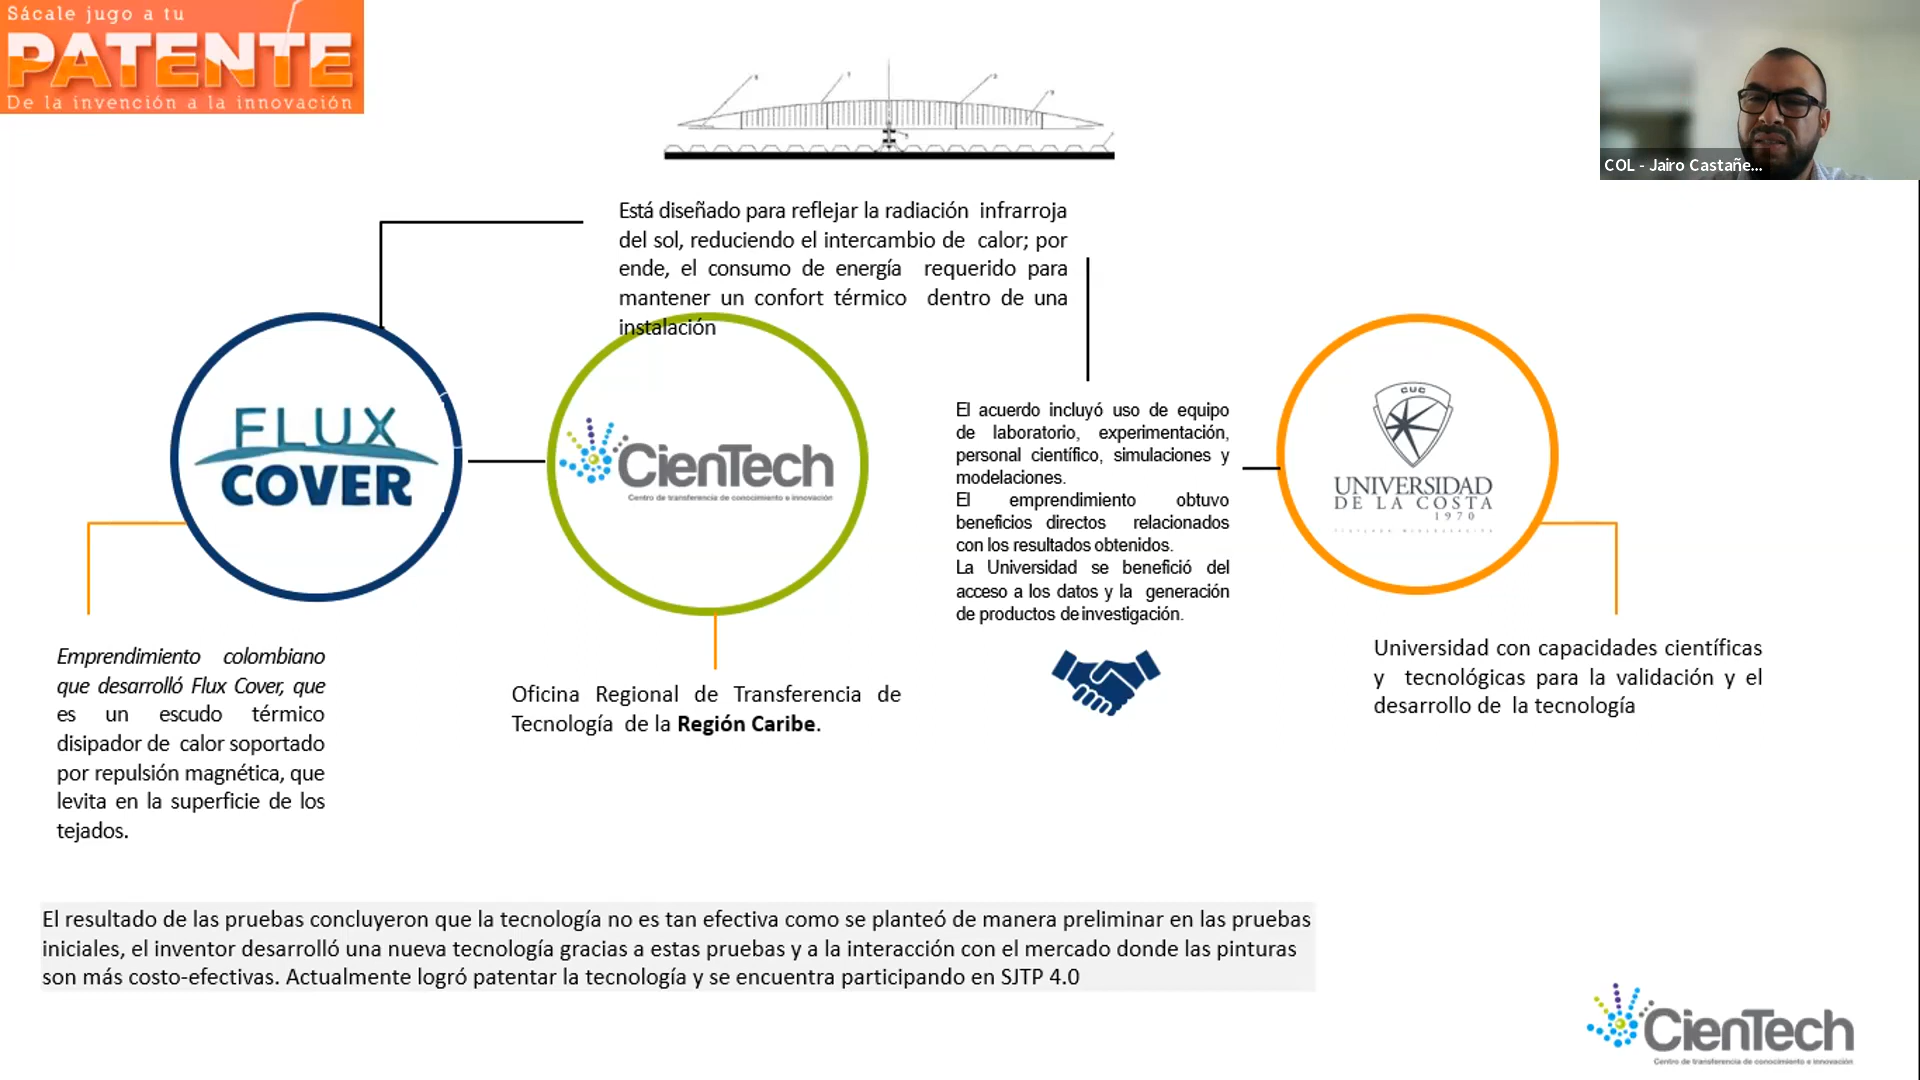 Sácale jugo a tu
PATENTE
De la invención a la innovación
COL - Jairo Castañe...
Está diseñado para reflejar la radiación infrarroja
del sol, reduciendo el intercambio de calor; por
ende, el consumo de energía requerido para
mantener un confort térmico dentro de una
instalación
FLUX
COVER
CienTech
Centro de transferencia de conocimiento e innovación
El acuerdo incluyó uso de equipo
de laboratorio, experimentación,
personal científico, simulaciones y
modelaciones.
El emprendimiento obtuvo
beneficios directos relacionados
con los resultados obtenidos.
La Universidad se benefició del
acceso a los datos y la generación
de productos de investigación.
CUC
UNIVERSIDAD
DE LA COSTA
1970
Emprendimiento colombiano
que desarrolló Flux Cover, que
es un escudo térmico
disipador de calor soportado
por repulsión magnética, que
levita en la superficie de los
tejados.
Oficina Regional de Transferencia de
Tecnología de la Región Caribe.
Universidad con capacidades científicas
y tecnológicas para la validación y el
desarrollo de la tecnología
El resultado de las pruebas concluyeron que la tecnología no es tan efectiva como se planteó de manera preliminar en las pruebas
iniciales, el inventor desarrolló una nueva tecnología gracias a estas pruebas y a la interacción con el mercado donde las pinturas
son más costo-efectivas. Actualmente logró patentar la tecnología y se encuentra participando en SJTP 4.0
CienTech
Centro de transferencia de conocimiento e innovación